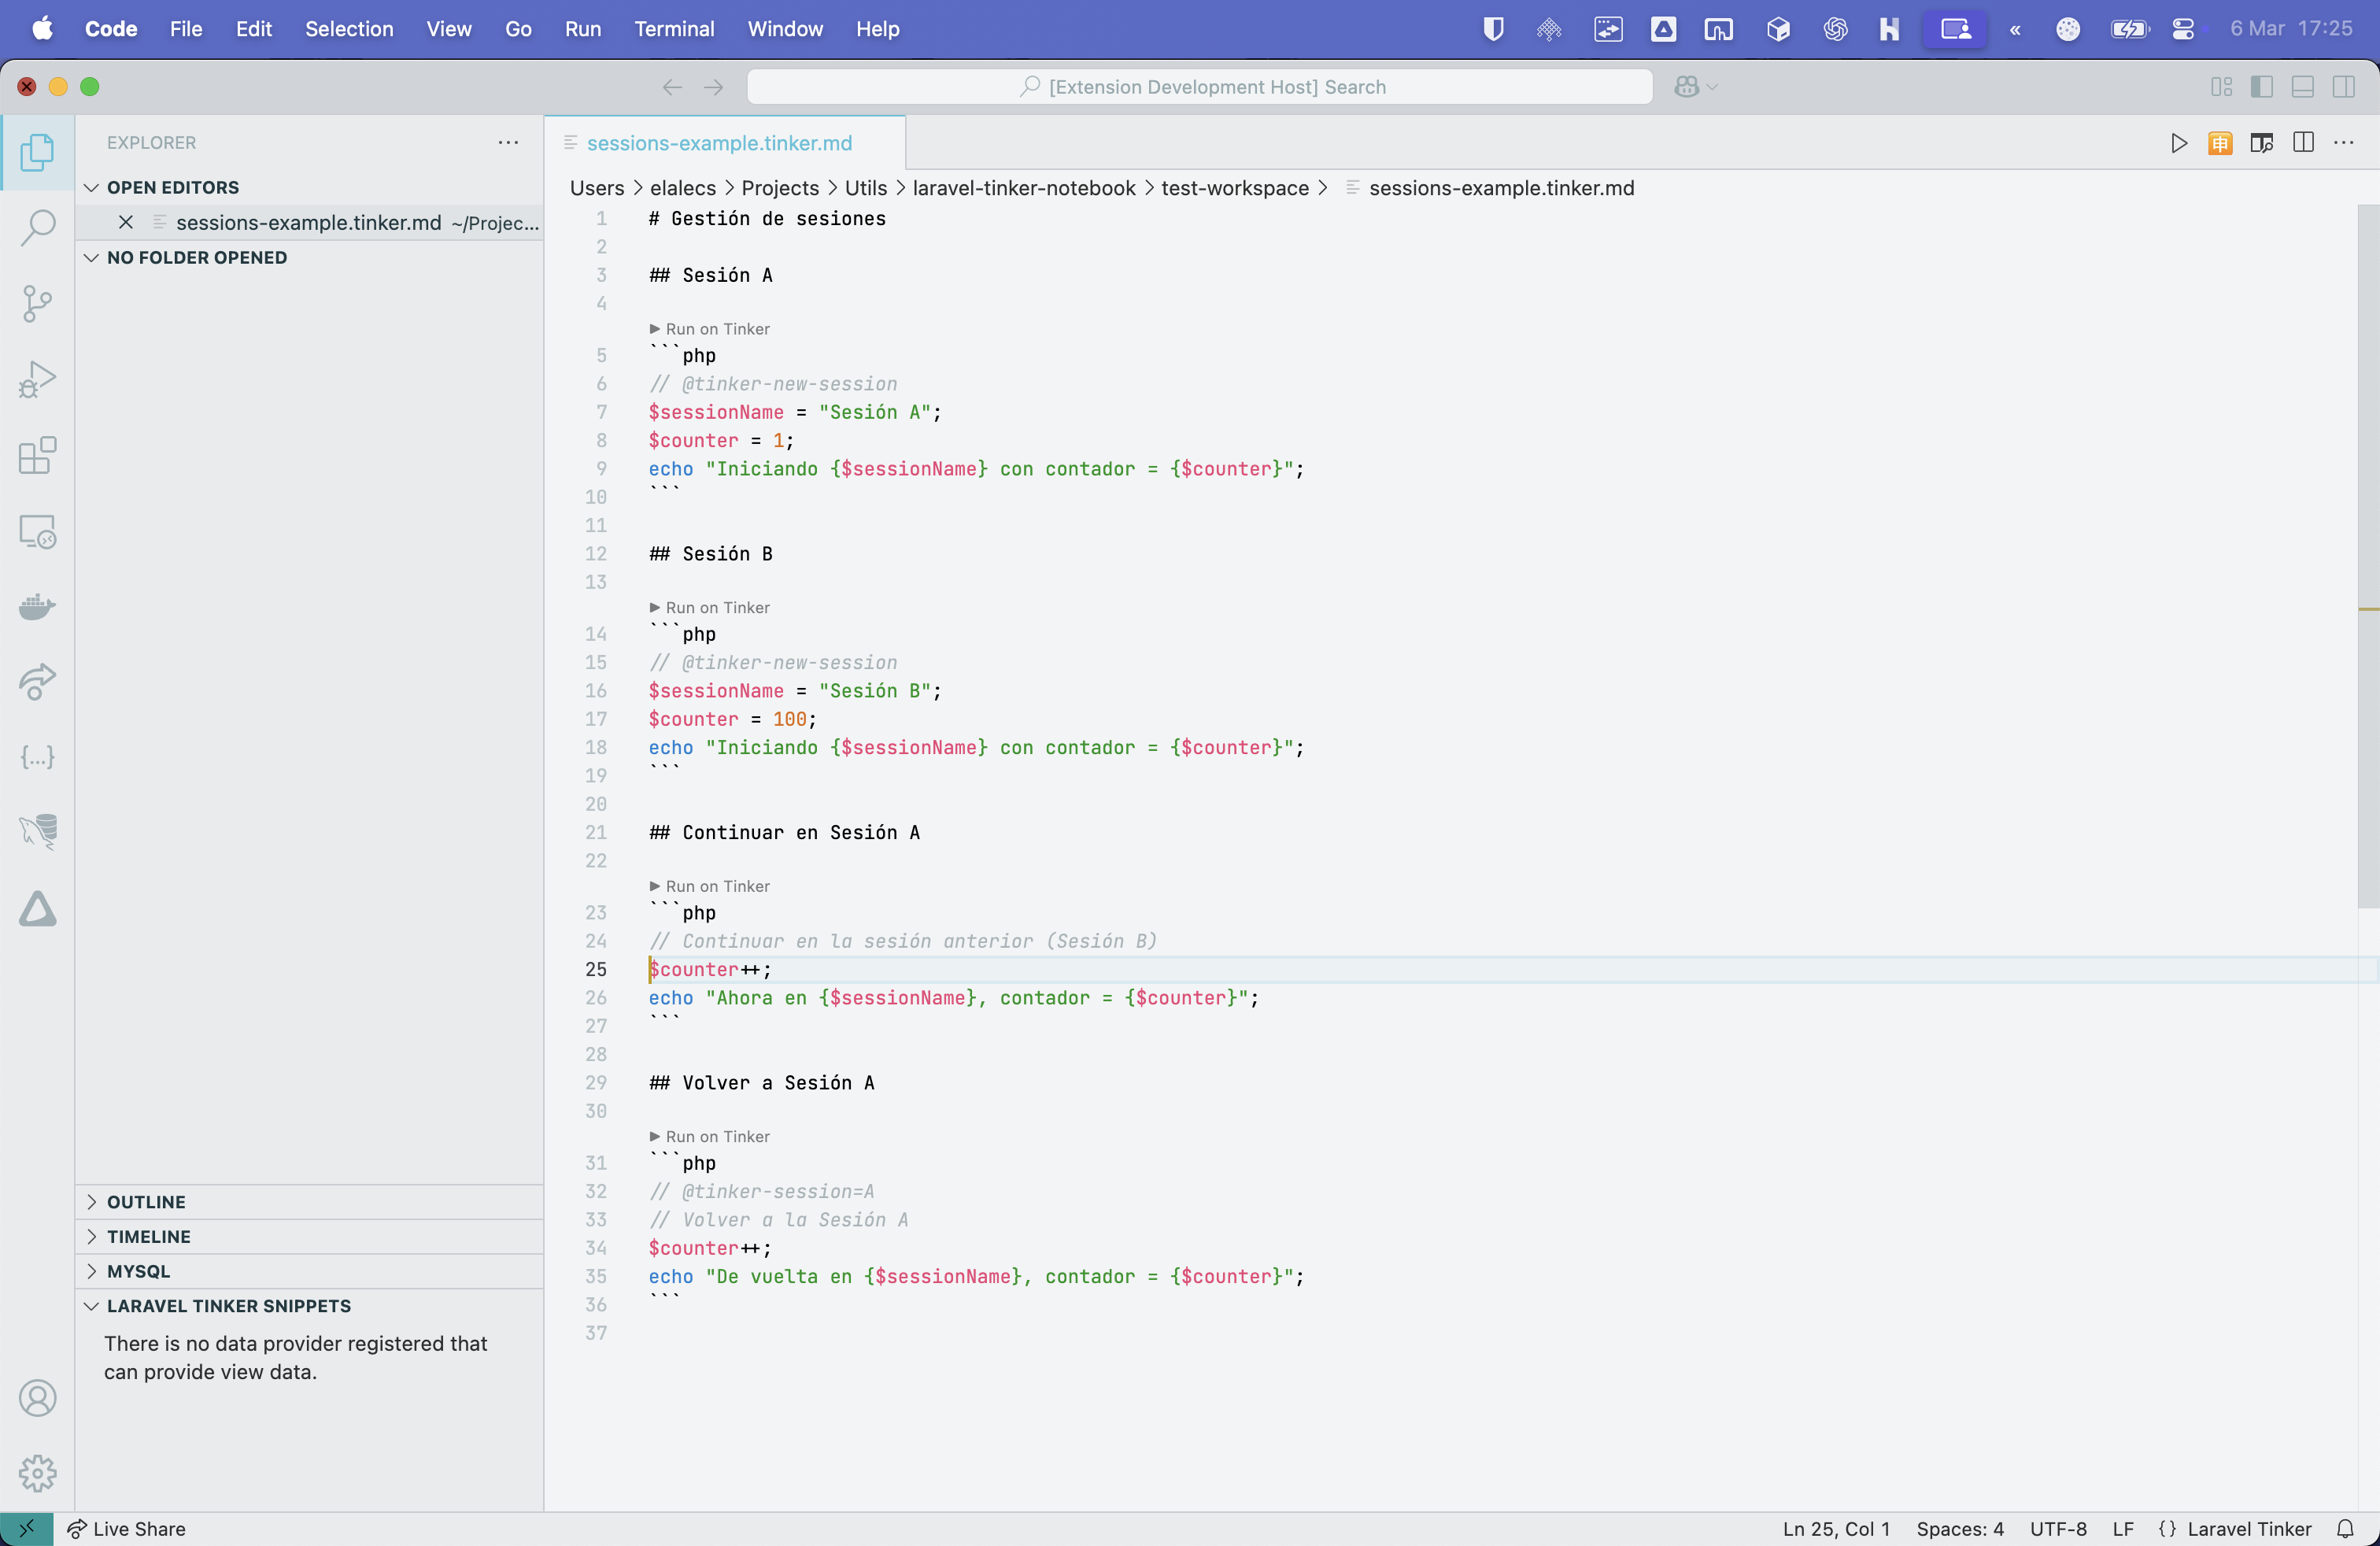 Code File Edit Selection View Go Run Terminal Window Help 6 Mar 17:25
[Extension Development Host] Search
EXPLORER
OPEN EDITORS
sessions-example.tinker.md ~/Projec...
NO FOLDER OPENED
OUTLINE
TIMELINE
MYSQL
LARAVEL TINKER SNIPPETS
There is no data provider registered that
can provide view data.
sessions-example.tinker.md
申
Users > elalecs > Projects > Utils > laravel-tinker-notebook > test-workspace > sessions-example.tinker.md
1 # Gestión de sesiones
2
3 ## Sesión A
4
Run on Tinker
5 ```php
6 // @tinker-new-session
7 $sessionName = "Sesión A";
8 $counter = 1;
9 echo "Iniciando {$sessionName} con contador = {$counter}";
10 ```
11
12 ## Sesión B
13
Run on Tinker
14 ```php
15 // @tinker-new-session
16 $sessionName = "Sesión B";
17 $counter = 100;
18 echo "Iniciando {$sessionName} con contador = {$counter}";
19 ```
20
21 ## Continuar en Sesión A
22
Run on Tinker
23 ```php
24 // Continuar en la sesión anterior (Sesión B)
25 $counter++;
26 echo "Ahora en {$sessionName}, contador = {$counter}";
27 ```
28
29 ## Volver a Sesión A
30
Run on Tinker
31 ```php
32 // @tinker-session=A
33 // Volver a la Sesión A
34 $counter++;
35 echo "De vuelta en {$sessionName}, contador = {$counter}";
36 ```
37
Live Share Ln 25, Col 1 Spaces: 4 UTF-8 LF {} Laravel Tinker